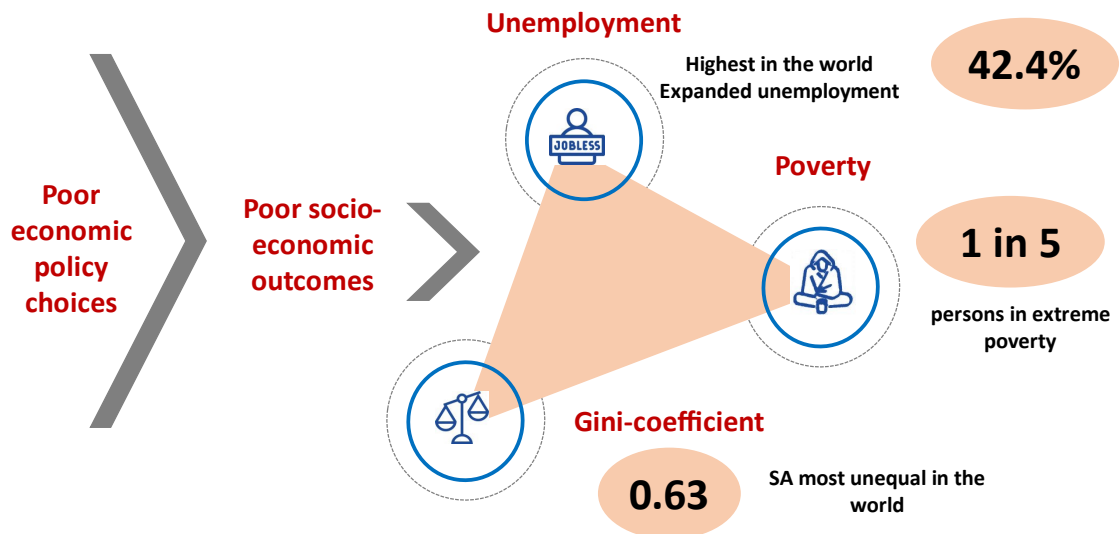 Poor
economic
policy
choices
Poor socio-
economic
outcomes
Unemployment
Highest in the world
Expanded unemployment
42.4%
JOBLESS
Poverty
1 in 5
persons in extreme
poverty
Gini-coefficient
0.63
SA most unequal in the
world